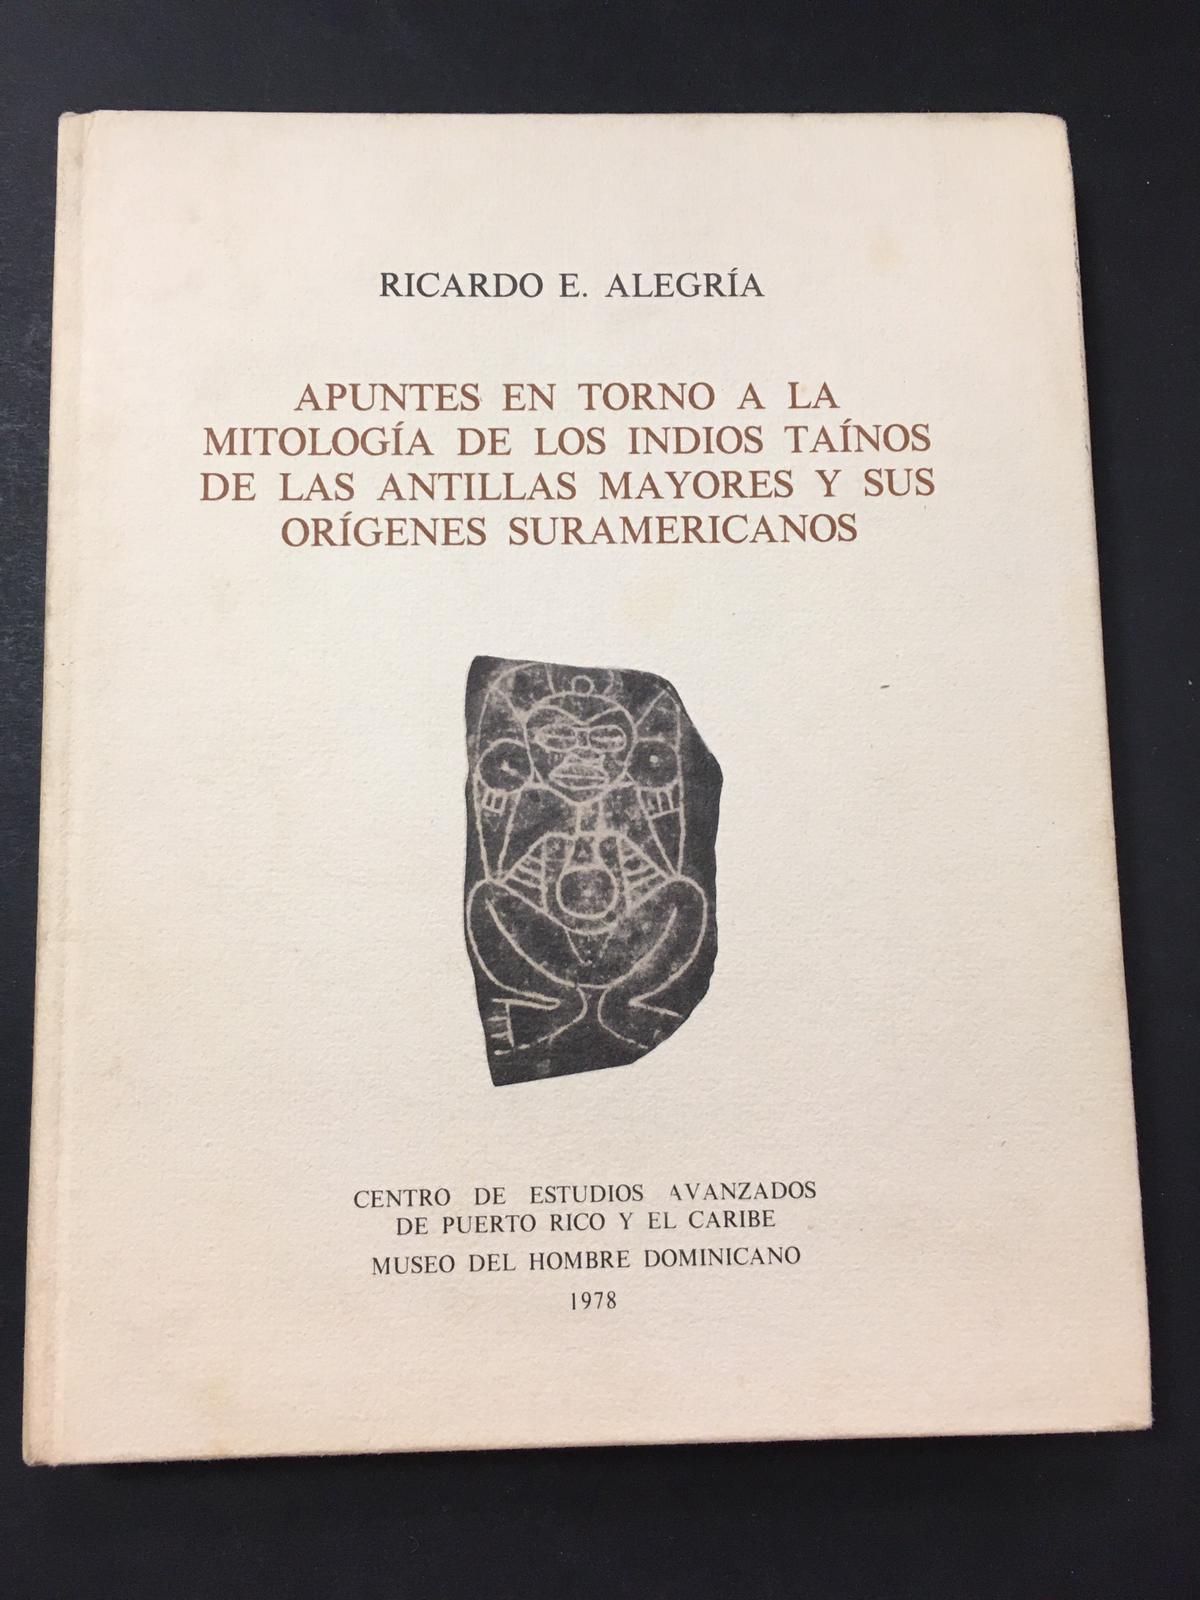 RICARDO E. ALEGRÍA
APUNTES EN TORNO A LA
MITOLOGÍA DE LOS INDIOS TAÍNOS
DE LAS ANTILLAS MAYORES Y SUS
ORÍGENES SURAMERICANOS
CENTRO DE ESTUDIOS AVANZADOS
DE PUERTO RICO Y EL CARIBE
MUSEO DEL HOMBRE DOMINICANO
1978